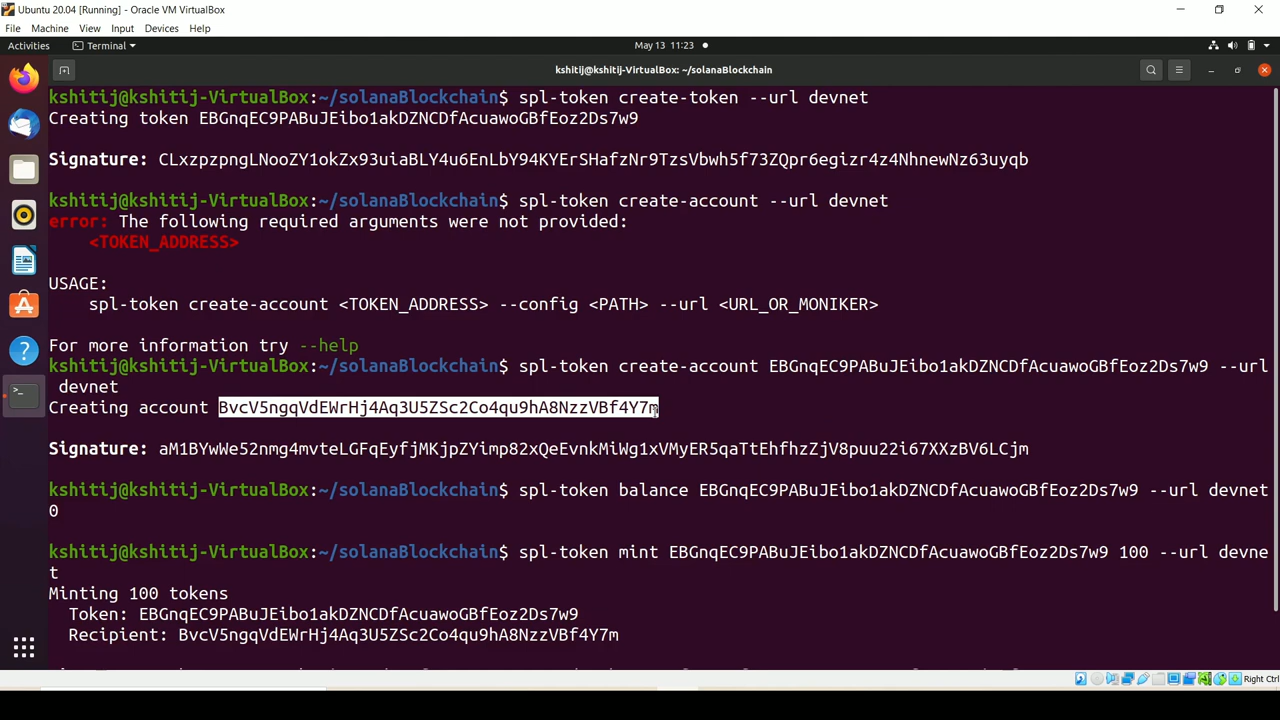 Ubuntu 20.04 [Running] - Oracle VM VirtualBox
File Machine View Input Devices Help
Activities Terminal May 13 11:23
kshitij@kshitij-VirtualBox: ~/solanaBlockchain
kshitij@kshitij-VirtualBox:~/solanaBlockchain$ spl-token create-token --url devnet
Creating token EBGnqEC9PABuJEibo1akDZNCDfAcuawoGBfEoz2Ds7w9
Signature: CLxzpzpngLNooZY1okZx93uiaBLY4u6EnLbY94KYErSHafzNr9TzsVbwh5f73ZQpr6egizr4z4NhnewNz63uyqb
kshitij@kshitij-VirtualBox:~/solanaBlockchain$ spl-token create-account --url devnet
error: The following required arguments were not provided:
<TOKEN_ADDRESS>
USAGE:
spl-token create-account <TOKEN_ADDRESS> --config <PATH> --url <URL_OR_MONIKER>
For more information try --help
kshitij@kshitij-VirtualBox:~/solanaBlockchain$ spl-token create-account EBGnqEC9PABuJEibo1akDZNCDfAcuawoGBfEoz2Ds7w9 --url
devnet
Creating account BvcV5ngqVdEWrHj4Aq3U5ZSc2Co4qu9hA8NzzVBf4Y7m
Signature: aM1BYwWe52nmg4mvteLGFqEyfjMKjpZYimp82xQeEvnkMiWg1xVMyER5qaTtEhfhzZjV8puu22i67XXzBV6LCjm
kshitij@kshitij-VirtualBox:~/solanaBlockchain$ spl-token balance EBGnqEC9PABuJEibo1akDZNCDfAcuawoGBfEoz2Ds7w9 --url devnet
0
kshitij@kshitij-VirtualBox:~/solanaBlockchain$ spl-token mint EBGnqEC9PABuJEibo1akDZNCDfAcuawoGBfEoz2Ds7w9 100 --url devne
t
Minting 100 tokens
Token: EBGnqEC9PABuJEibo1akDZNCDfAcuawoGBfEoz2Ds7w9
Recipient: BvcV5ngqVdEWrHj4Aq3U5ZSc2Co4qu9hA8NzzVBf4Y7m
Right Ctrl